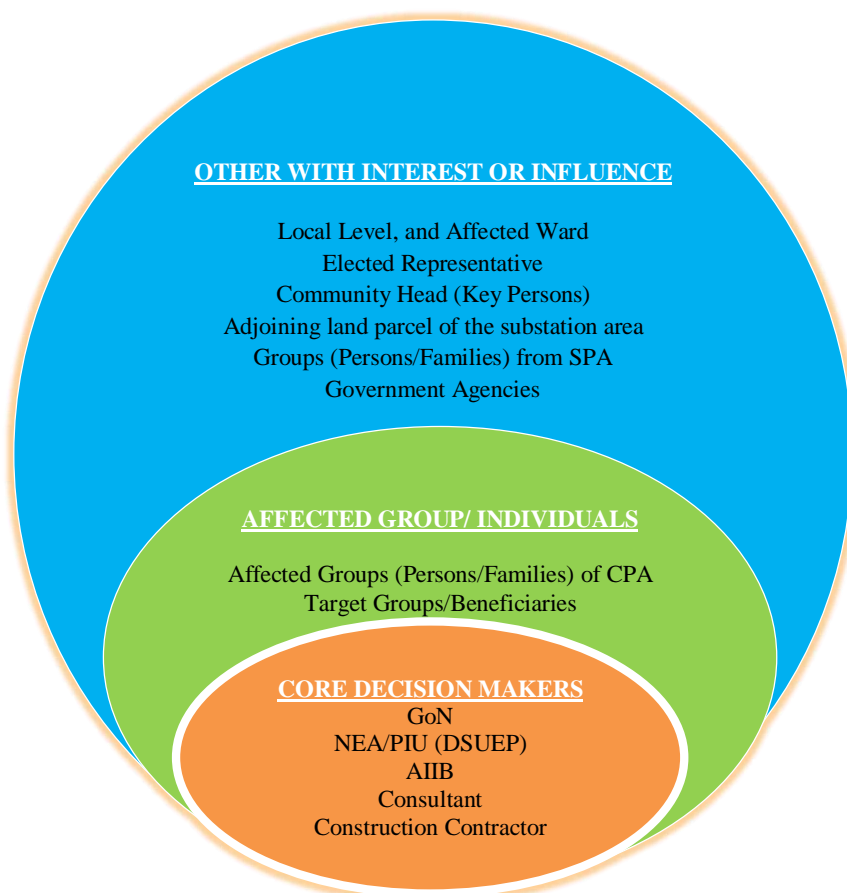 OTHER WITH INTEREST OR INFLUENCE
Local Level, and Affected Ward
Elected Representative
Community Head (Key Persons)
Adjoining land parcel of the substation area
Groups (Persons/Families) from SPA
Government Agencies
AFFECTED GROUP/ INDIVIDUALS
Affected Groups (Persons/Families) of CPA
Target Groups/Beneficiaries
CORE DECISION MAKERS
GoN
NEA/PIU (DSUEP)
AIIB
Consultant
Construction Contractor